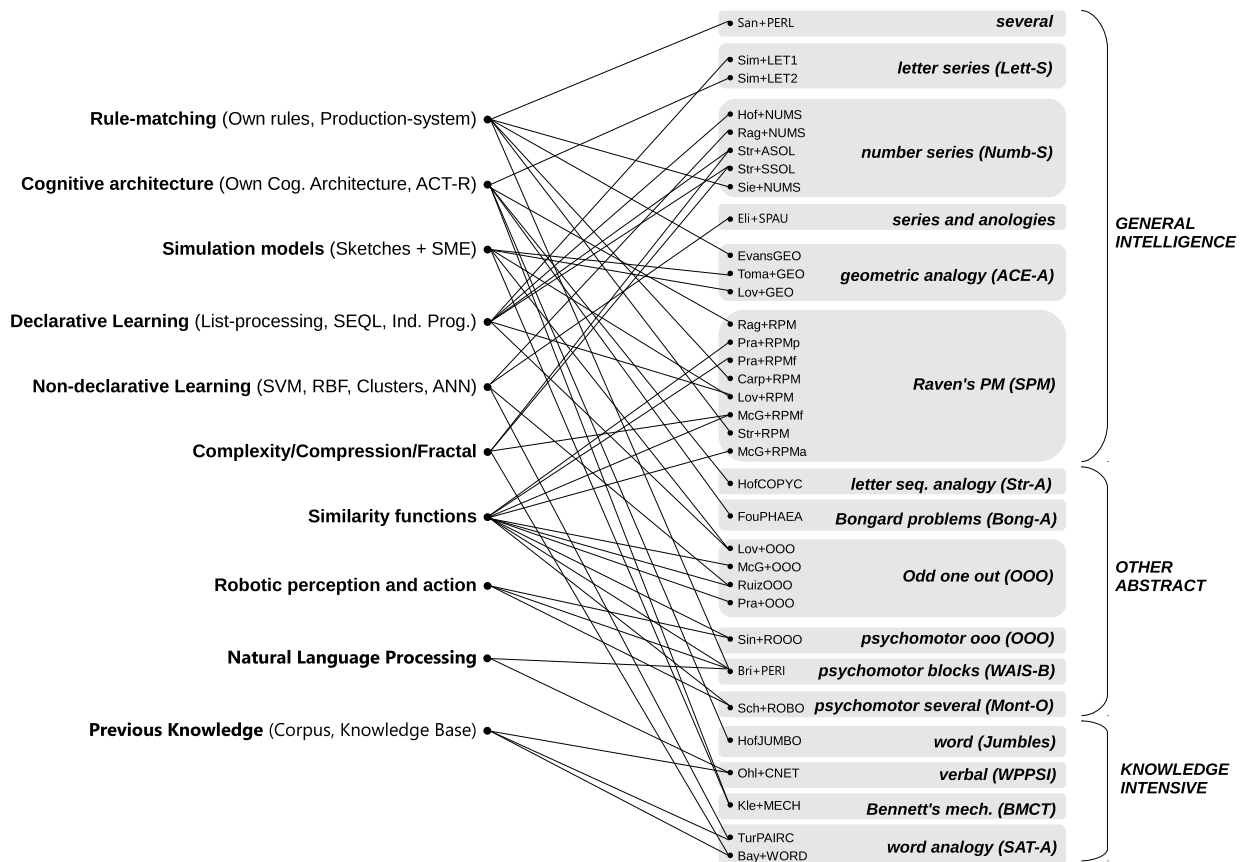 San+PERL
several
Sim+LET1
letter series (Lett-S)
Sim+LET2
Rule-matching (Own rules, Production-system)
Hof+NUMS
Rag+NUMS
Str+ASOL
number series (Numb-S)
Str+SSOL
Sie+NUMS
Cognitive architecture (Own Cog. Architecture, ACT-R)
Eli+SPAU
series and anologies
GENERAL
INTELLIGENCE
Simulation models (Sketches + SME)
EvansGEO
Toma+GEO
geometric analogy (ACE-A)
Lov+GEO
Declarative Learning (List-processing, SEQL, Ind. Prog.)
Rag+RPM
Pra+RPMp
Pra+RPMf
Carp+RPM
Raven's PM (SPM)
Lov+RPM
McG+RPMf
Str+RPM
McG+RPMa
Non-declarative Learning (SVM, RBF, Clusters, ANN)
Complexity/Compression/Fractal
HofCOPYC
letter seq. analogy (Str-A)
Similarity functions
FouPHAEA
Bongard problems (Bong-A)
Lov+OOO
McG+OOO
Odd one out (OOO)
RuizOOO
Pra+OOO
OTHER
ABSTRACT
Robotic perception and action
Sin+ROOO
psychomotor ooo (OOO)
Natural Language Processing
Bri+PERI
psychomotor blocks (WAIS-B)
Sch+ROBO
psychomotor several (Mont-O)
Previous Knowledge (Corpus, Knowledge Base)
HofJUMBO
word (Jumbles)
Ohl+CNET
verbal (WPPSI)
KNOWLEDGE
INTENSIVE
Kle+MECH
Bennett's mech. (BMCT)
TurPAIRC
word analogy (SAT-A)
Bay+WORD